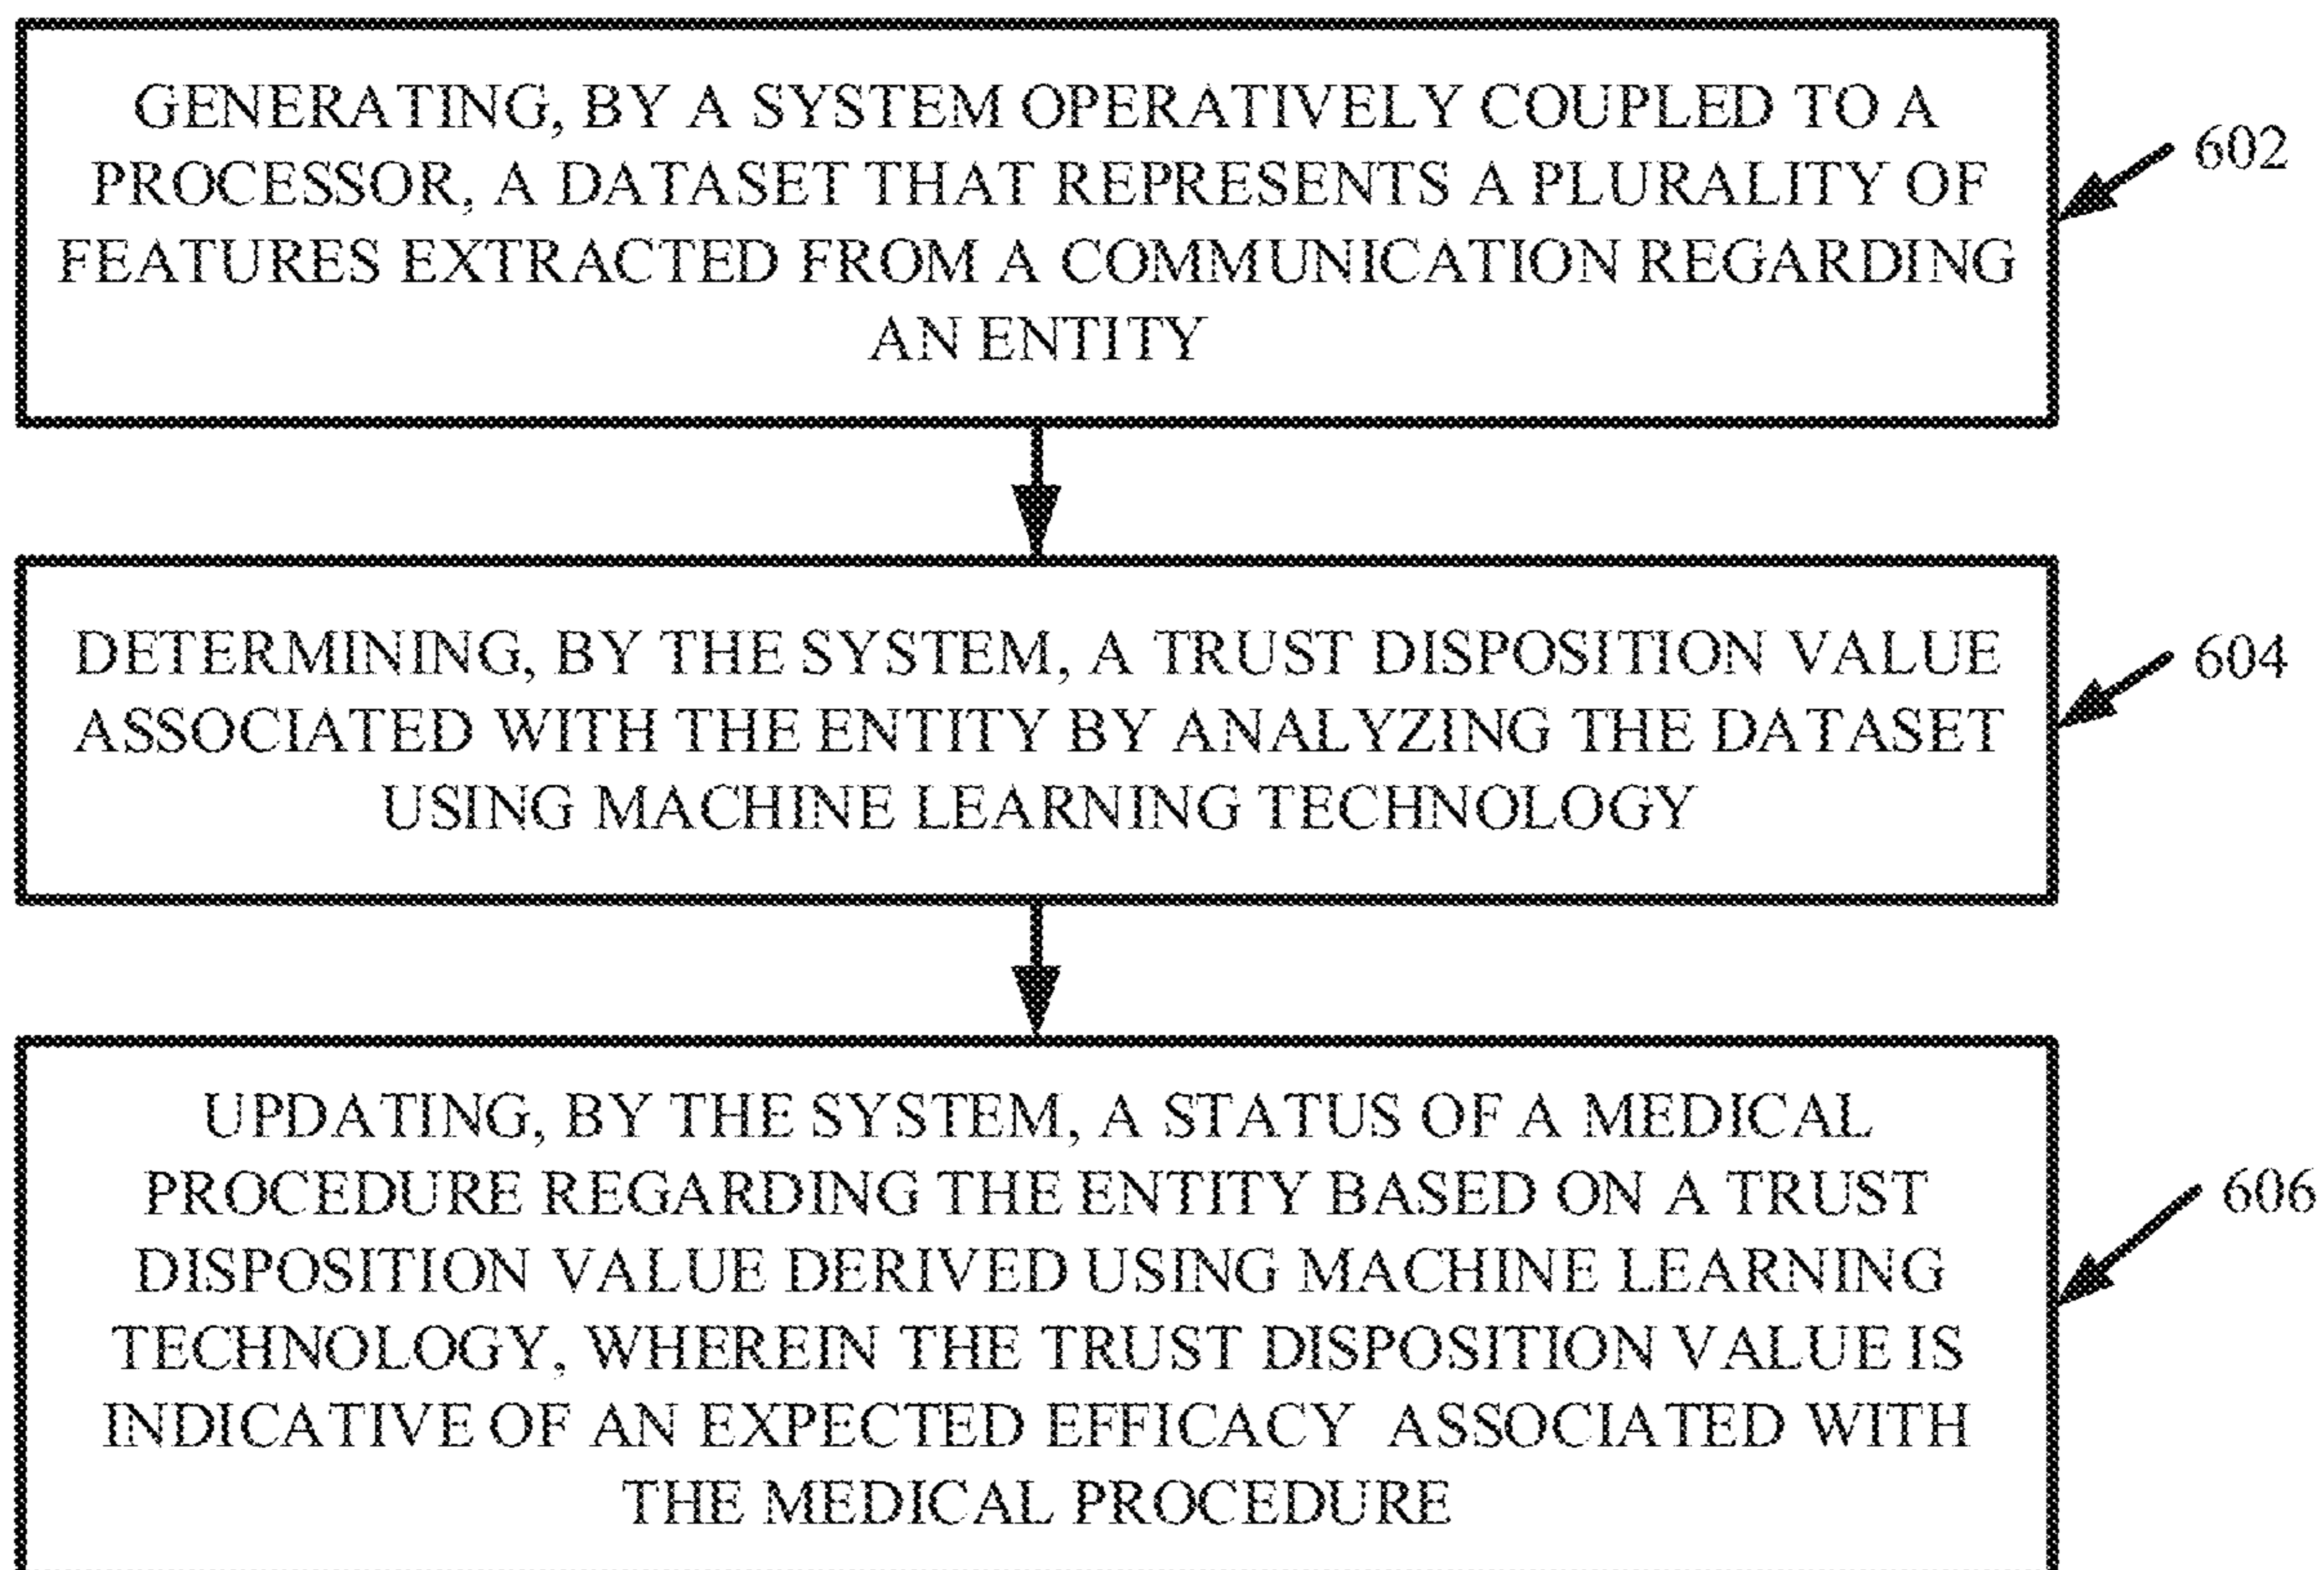 GENERATING, BY A SYSTEM OPERATIVELY COUPLED TO A
PROCESSOR, A DATASET THAT REPRESENTS A PLURALITY OF
FEATURES EXTRACTED FROM A COMMUNICATION REGARDING
AN ENTITY
602
DETERMINING, BY THE SYSTEM, A TRUST DISPOSITION VALUE
ASSOCIATED WITH THE ENTITY BY ANALYZING THE DATASET
USING MACHINE LEARNING TECHNOLOGY
604
UPDATING, BY THE SYSTEM, A STATUS OF A MEDICAL
PROCEDURE REGARDING THE ENTITY BASED ON A TRUST
DISPOSITION VALUE DERIVED USING MACHINE LEARNING
TECHNOLOGY, WHEREIN THE TRUST DISPOSITION VALUE IS
INDICATIVE OF AN EXPECTED EFFICACY ASSOCIATED WITH
THE MEDICAL PROCEDURE
606